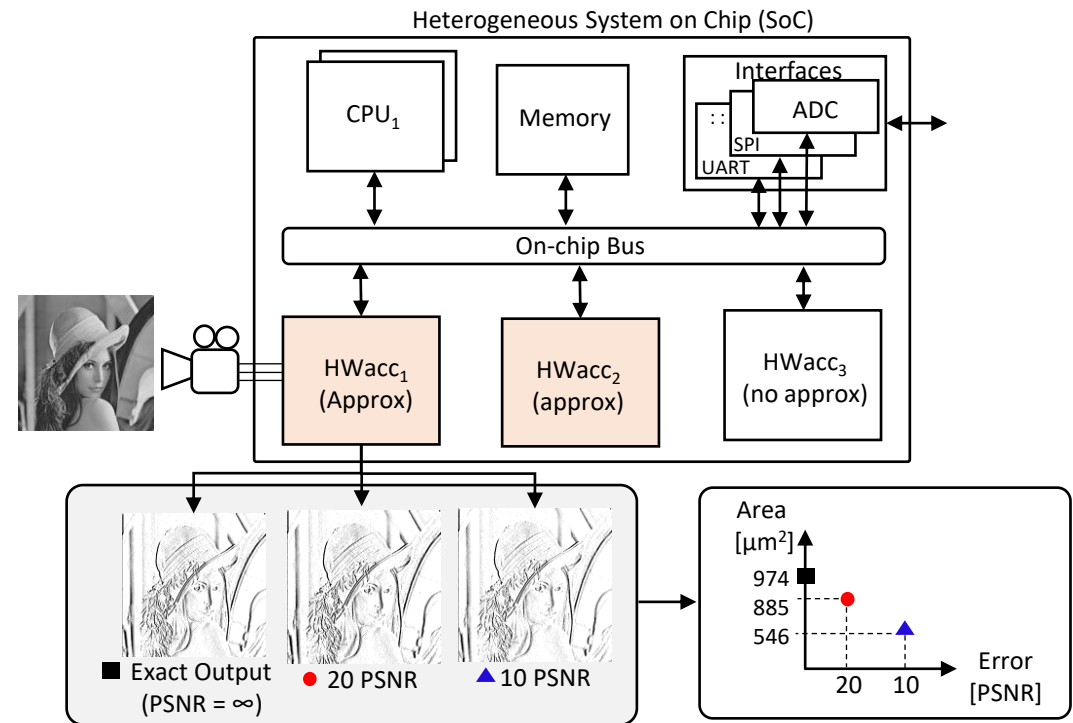 Heterogeneous System on Chip (SoC)
CPU₁
Memory
Interfaces
ADC
: :
SPI
UART
On-chip Bus
HWacc₁
(Approx)
HWacc₂
(approx)
HWacc₃
(no approx)
Exact Output
(PSNR = ∞)
20 PSNR
10 PSNR
Area
[μm²]
974
885
546
20
10
Error
[PSNR]